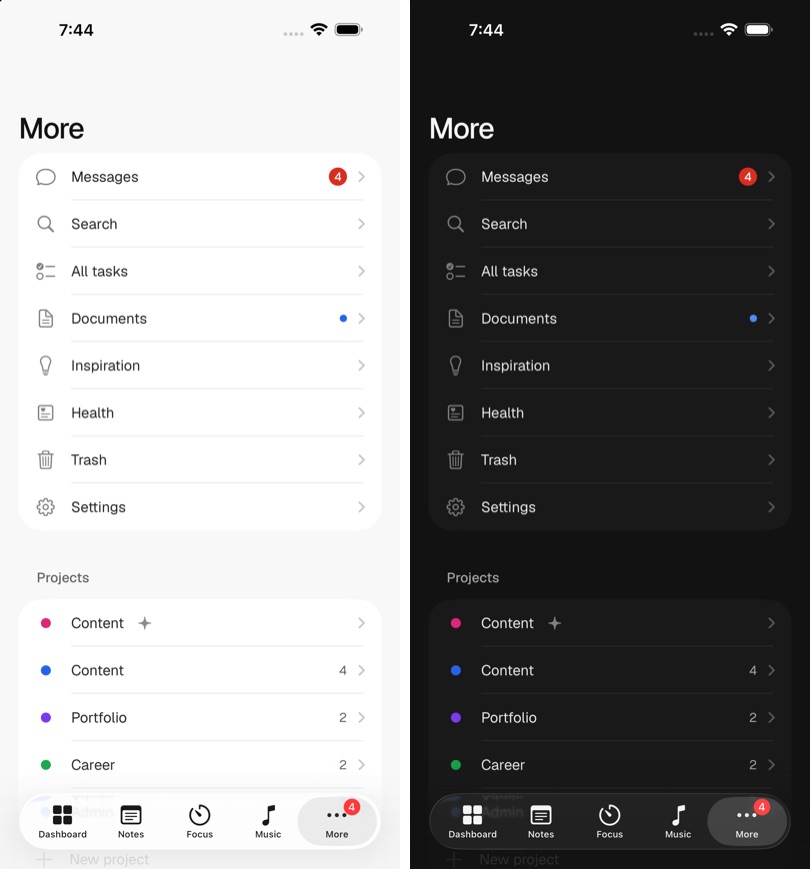 7:44
More
Messages 4
Search
All tasks
Documents
Inspiration
Health
Trash
Settings
Projects
Content
Content 4
Portfolio 2
Career 2
Admin
4
Dashboard Notes Focus Music More
New project
7:44
More
Messages 4
Search
All tasks
Documents
Inspiration
Health
Trash
Settings
Projects
Content
Content 4
Portfolio 2
Career 2
Admin
4
Dashboard Notes Focus Music More
New project